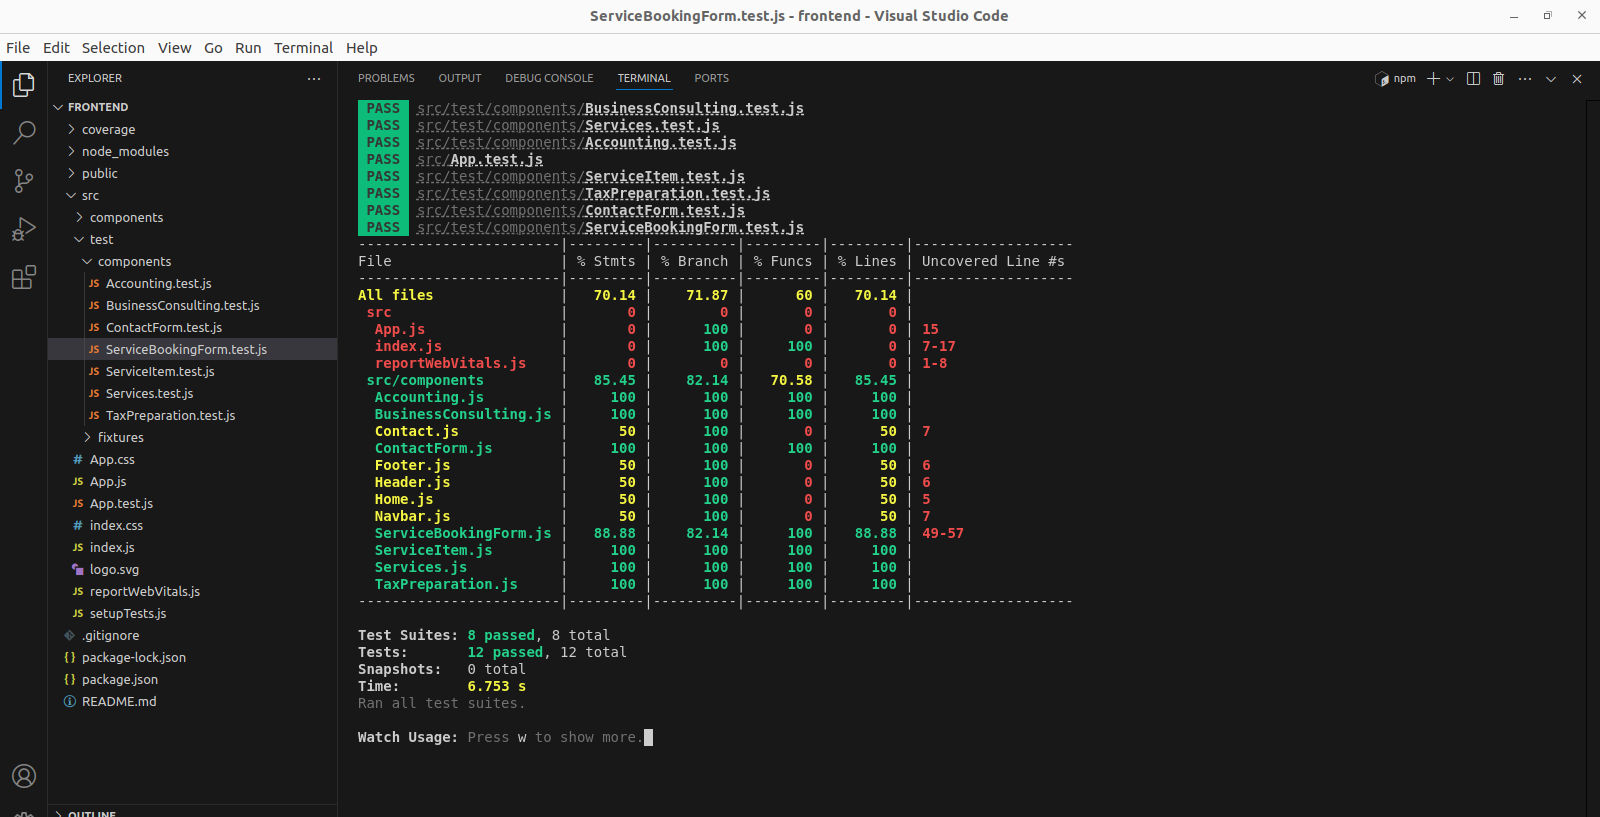 ServiceBookingForm.test.js - frontend - Visual Studio Code
File Edit Selection View Go Run Terminal Help
EXPLORER
FRONTEND
coverage
node_modules
public
src
components
test
components
JS Accounting.test.js
JS BusinessConsulting.test.js
JS ContactForm.test.js
JS ServiceBookingForm.test.js
JS ServiceItem.test.js
JS Services.test.js
JS TaxPreparation.test.js
fixtures
# App.css
JS App.js
JS App.test.js
# index.css
JS index.js
logo.svg
JS reportWebVitals.js
JS setupTests.js
.gitignore
{} package-lock.json
{} package.json
README.md
OUTLINE
PROBLEMS OUTPUT DEBUG CONSOLE TERMINAL PORTS
npm
PASS src/test/components/BusinessConsulting.test.js
PASS src/test/components/Services.test.js
PASS src/test/components/Accounting.test.js
PASS src/App.test.js
PASS src/test/components/ServiceItem.test.js
PASS src/test/components/TaxPreparation.test.js
PASS src/test/components/ContactForm.test.js
PASS src/test/components/ServiceBookingForm.test.js
------------------------|---------|----------|---------|---------|-------------------
File                    | % Stmts | % Branch | % Funcs | % Lines | Uncovered Line #s
------------------------|---------|----------|---------|---------|-------------------
All files               |   70.14 |    71.87 |      60 |   70.14 |
 src                    |       0 |        0 |       0 |       0 |
  App.js                |       0 |      100 |       0 |       0 | 15
  index.js              |       0 |      100 |     100 |       0 | 7-17
  reportWebVitals.js    |       0 |        0 |       0 |       0 | 1-8
 src/components         |   85.45 |    82.14 |   70.58 |   85.45 |
  Accounting.js         |     100 |      100 |     100 |     100 |
  BusinessConsulting.js |     100 |      100 |     100 |     100 |
  Contact.js            |      50 |      100 |       0 |      50 | 7
  ContactForm.js        |     100 |      100 |     100 |     100 |
  Footer.js             |      50 |      100 |       0 |      50 | 6
  Header.js             |      50 |      100 |       0 |      50 | 6
  Home.js               |      50 |      100 |       0 |      50 | 5
  Navbar.js             |      50 |      100 |       0 |      50 | 7
  ServiceBookingForm.js |   88.88 |    82.14 |     100 |   88.88 | 49-57
  ServiceItem.js        |     100 |      100 |     100 |     100 |
  Services.js           |     100 |      100 |     100 |     100 |
  TaxPreparation.js     |     100 |      100 |     100 |     100 |
------------------------|---------|----------|---------|---------|-------------------
Test Suites: 8 passed, 8 total
Tests:       12 passed, 12 total
Snapshots:   0 total
Time:        6.753 s
Ran all test suites.
Watch Usage: Press w to show more.